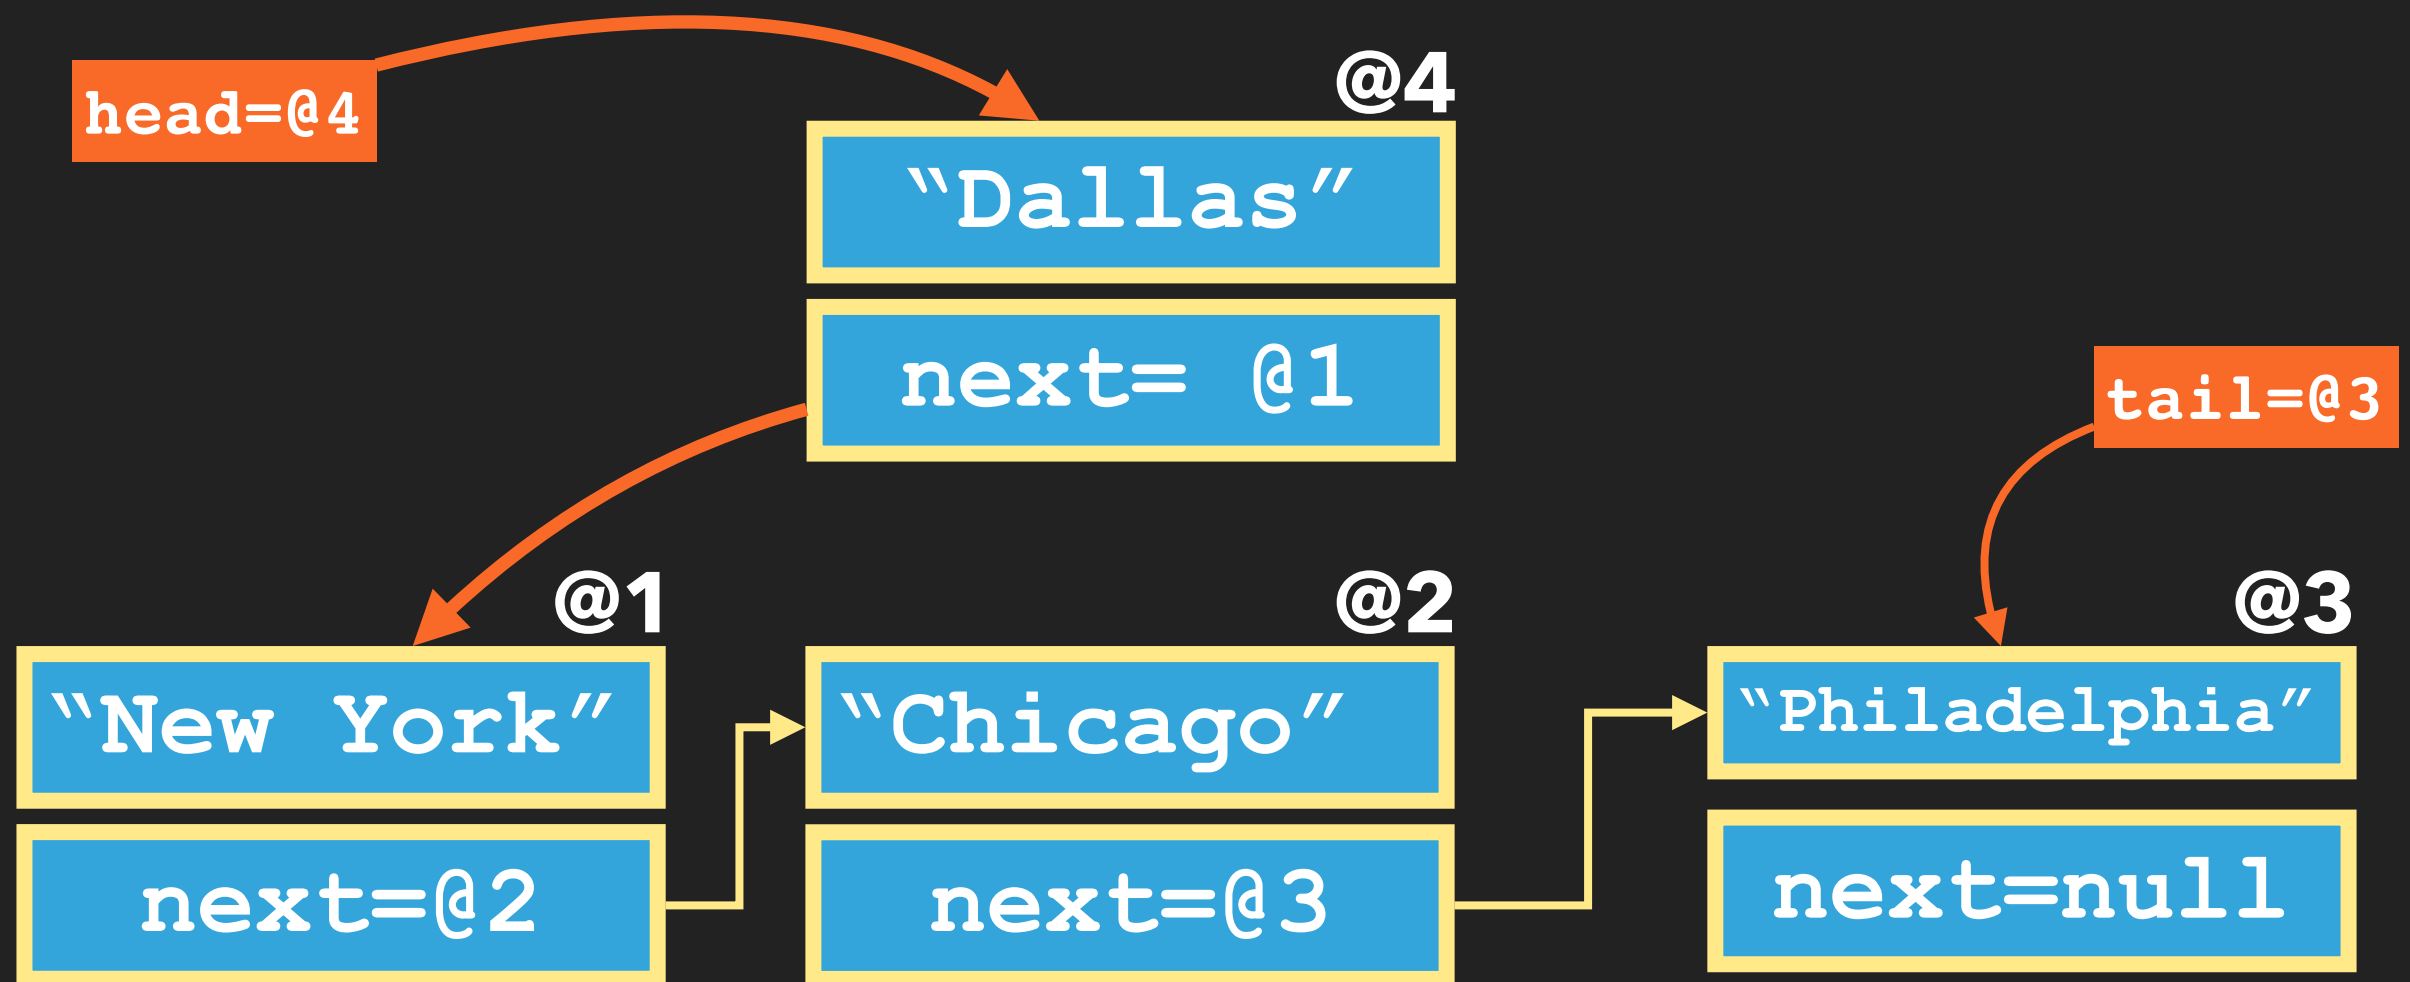 @4
head=@4
“Dallas”
next= @1
tail=@3
@1
@2
@3
“New York”
“Chicago”
“Philadelphia”
next=@2
next=@3
next=null